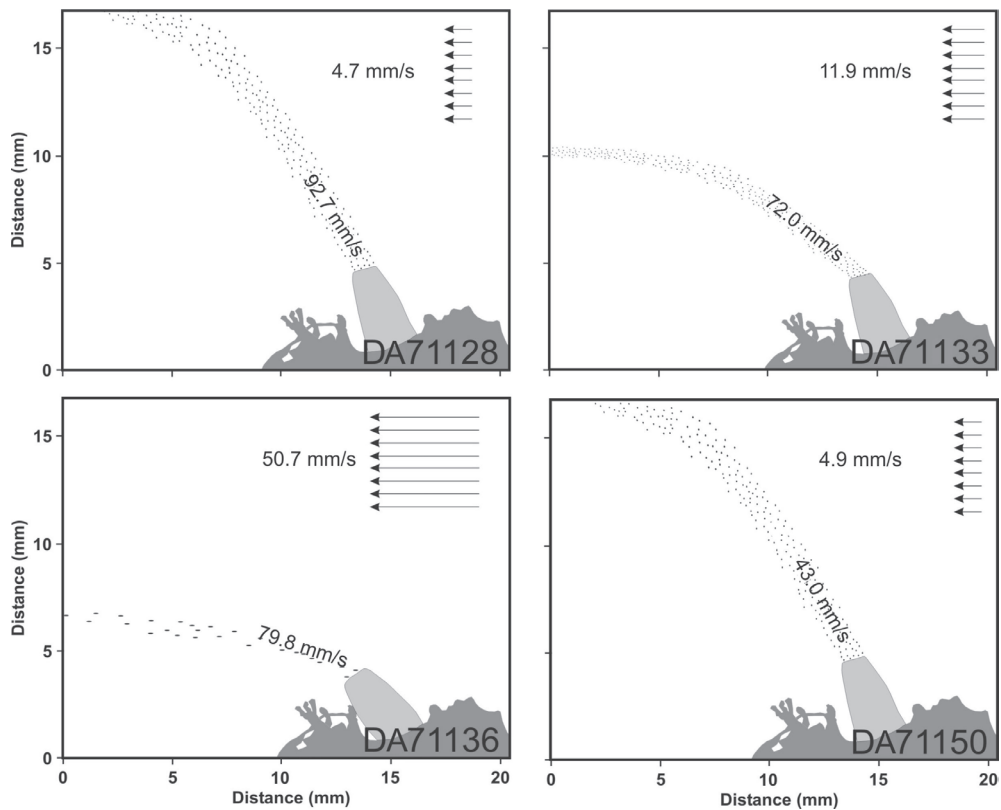 15
10
5
0
Distance (mm)
4.7 mm/s
92.7 mm/s
DA71128
11.9 mm/s
72.0 mm/s
DA71133
15
10
5
0
Distance (mm)
50.7 mm/s
79.8 mm/s
DA71136
0 5 10 15 20
Distance (mm)
4.9 mm/s
43.0 mm/s
DA71150
0 5 10 15 20
Distance (mm)